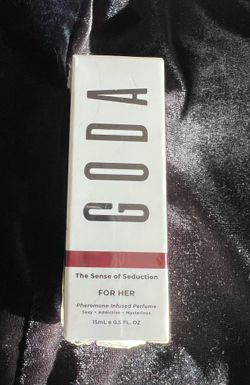 GODA
The Sense of Seduction
FOR HER
Pheromone Infused Perfume
Sexy • Addictive • Mysterious
15mL e 0.5 FL. OZ